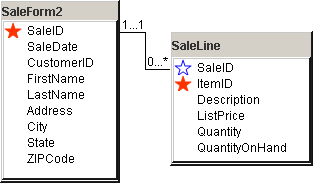 SaleForm2
SaleID
SaleDate
CustomerID
FirstName
LastName
Address
City
State
ZIPCode
1...1
0...*
SaleLine
SaleID
ItemID
Description
ListPrice
Quantity
QuantityOnHand